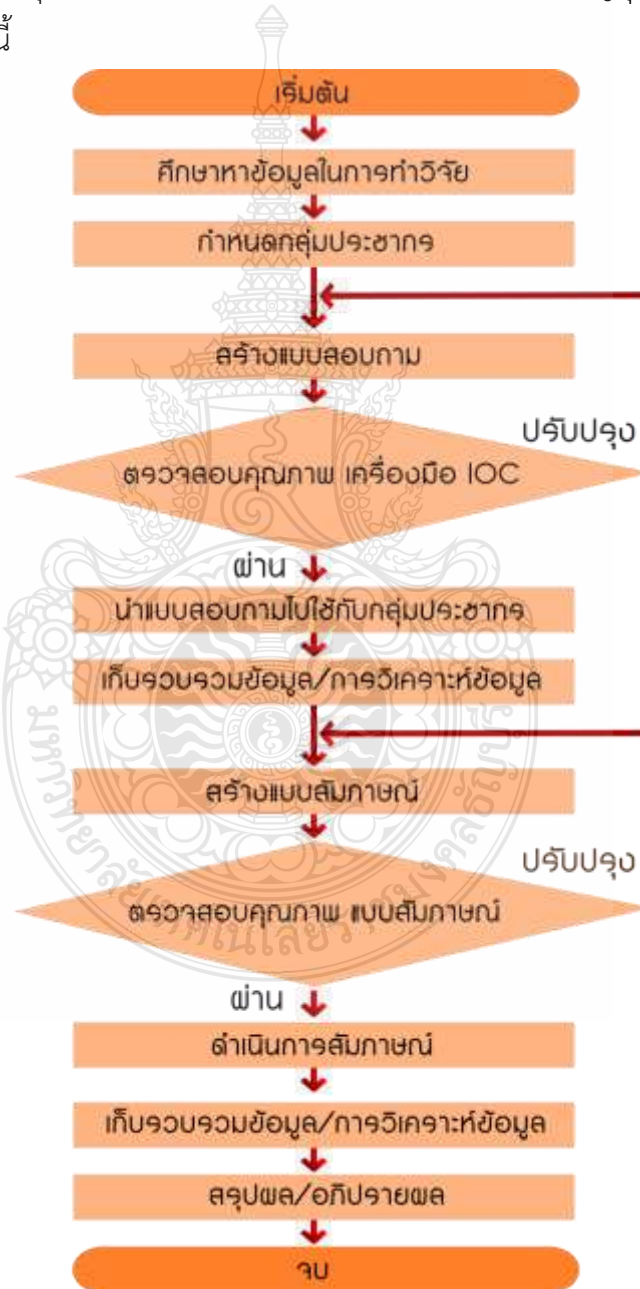 นี้
เริ่มต้น
ศึกษาหาข้อมูลในการทำวิจัย
กำหนดกลุ่มประชากร
สร้างแบบสอบถาม
ปรับปรุง
ตรวจสอบคุณภาพ เครื่องมือ IOC
ผ่าน
นำแบบสอบถามไปใช้กับกลุ่มประชากร
เก็บรวบรวมข้อมูล/การวิเคราะห์ข้อมูล
สร้างแบบสัมภาษณ์
ปรับปรุง
ตรวจสอบคุณภาพ แบบสัมภาษณ์
ผ่าน
ดำเนินการสัมภาษณ์
เก็บรวบรวมข้อมูล/การวิเคราะห์ข้อมูล
สรุปผล/อภิปรายผล
จบ